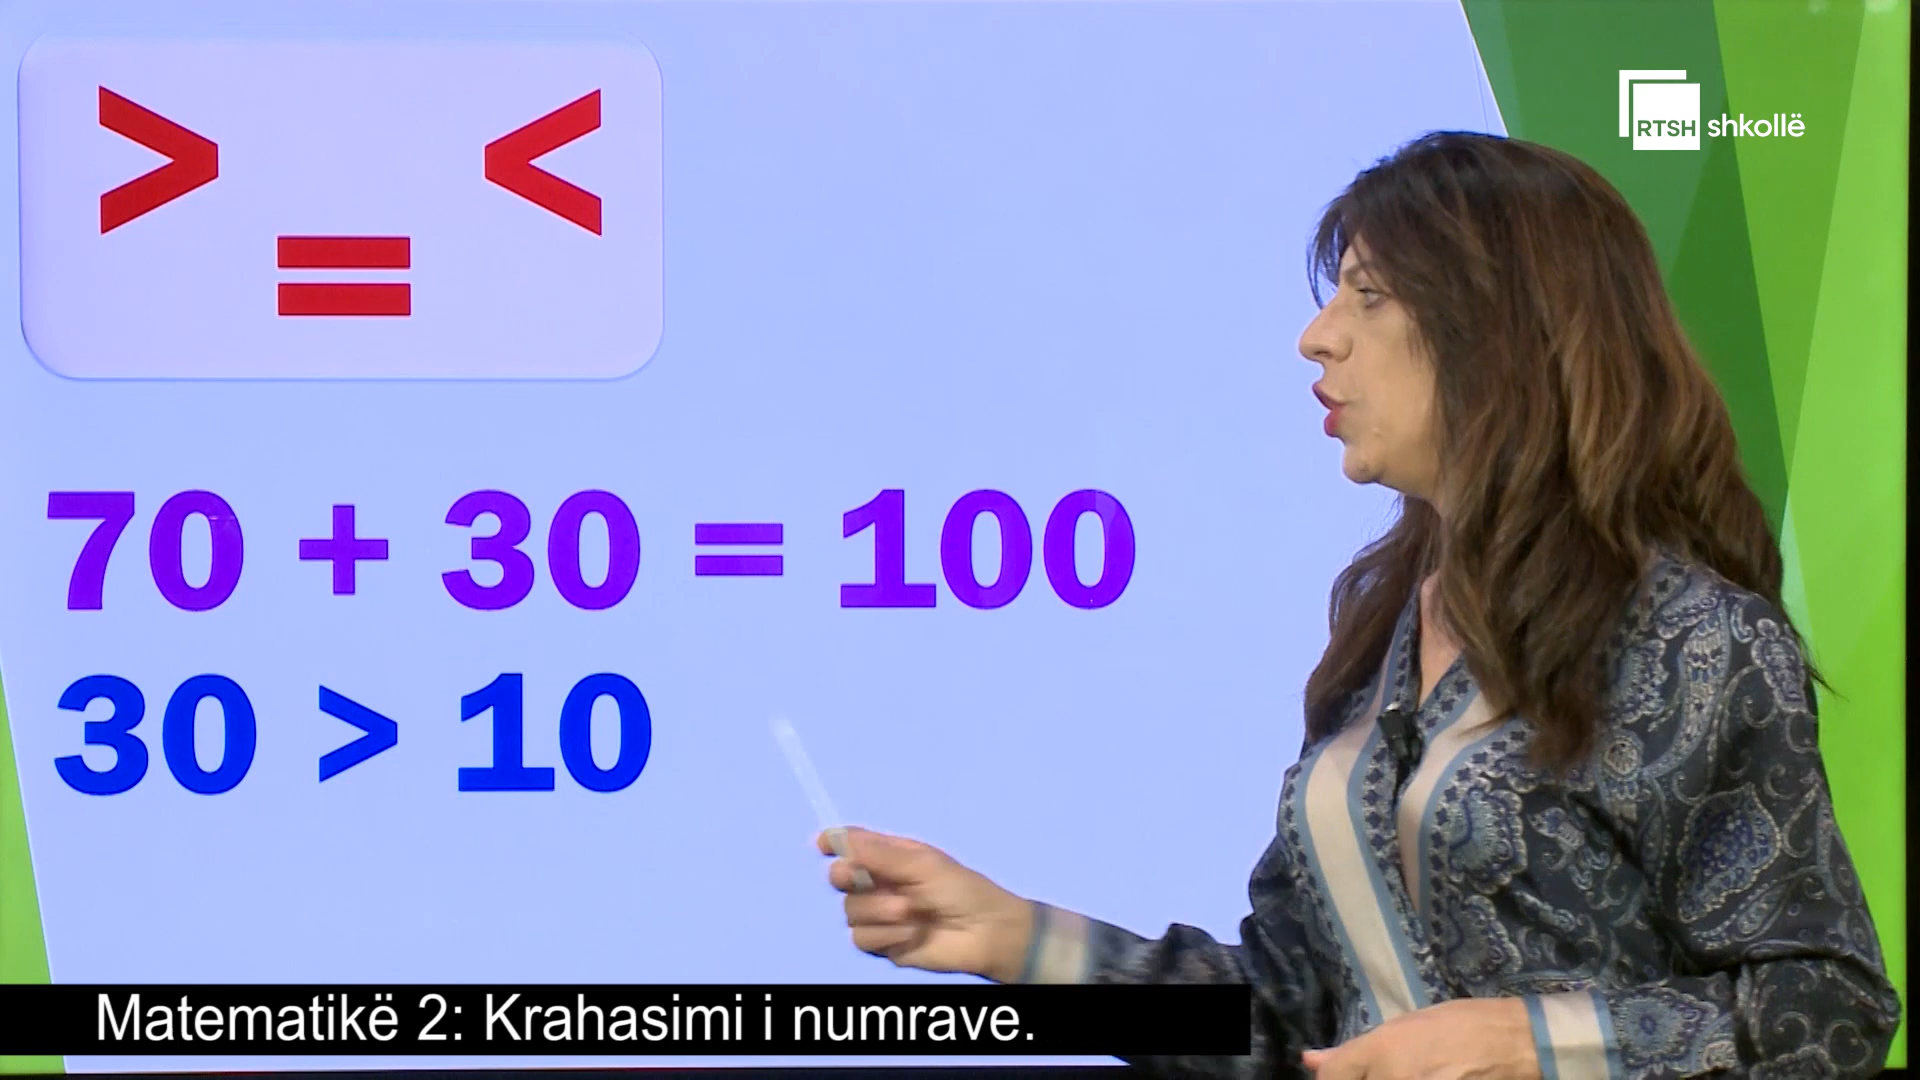 > <
=
RTSH shkollë
70 + 30 = 100
30 > 10
Matematikë 2: Krahasimi i numrave.